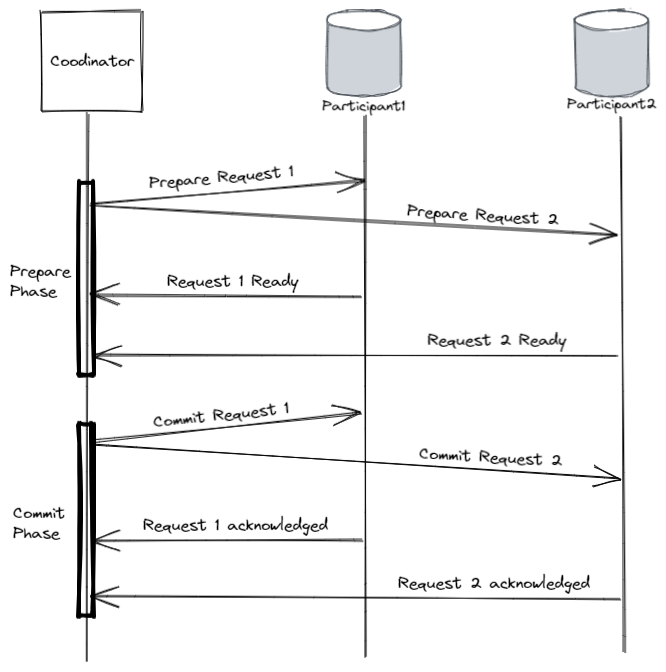 Coodinator
Participant1
Participant2
Prepare Request 1
Prepare Request 2
Prepare
Phase
Request 1 Ready
Request 2 Ready
Commit Request 1
Commit Request 2
Commit
Phase
Request 1 acknowledged
Request 2 acknowledged